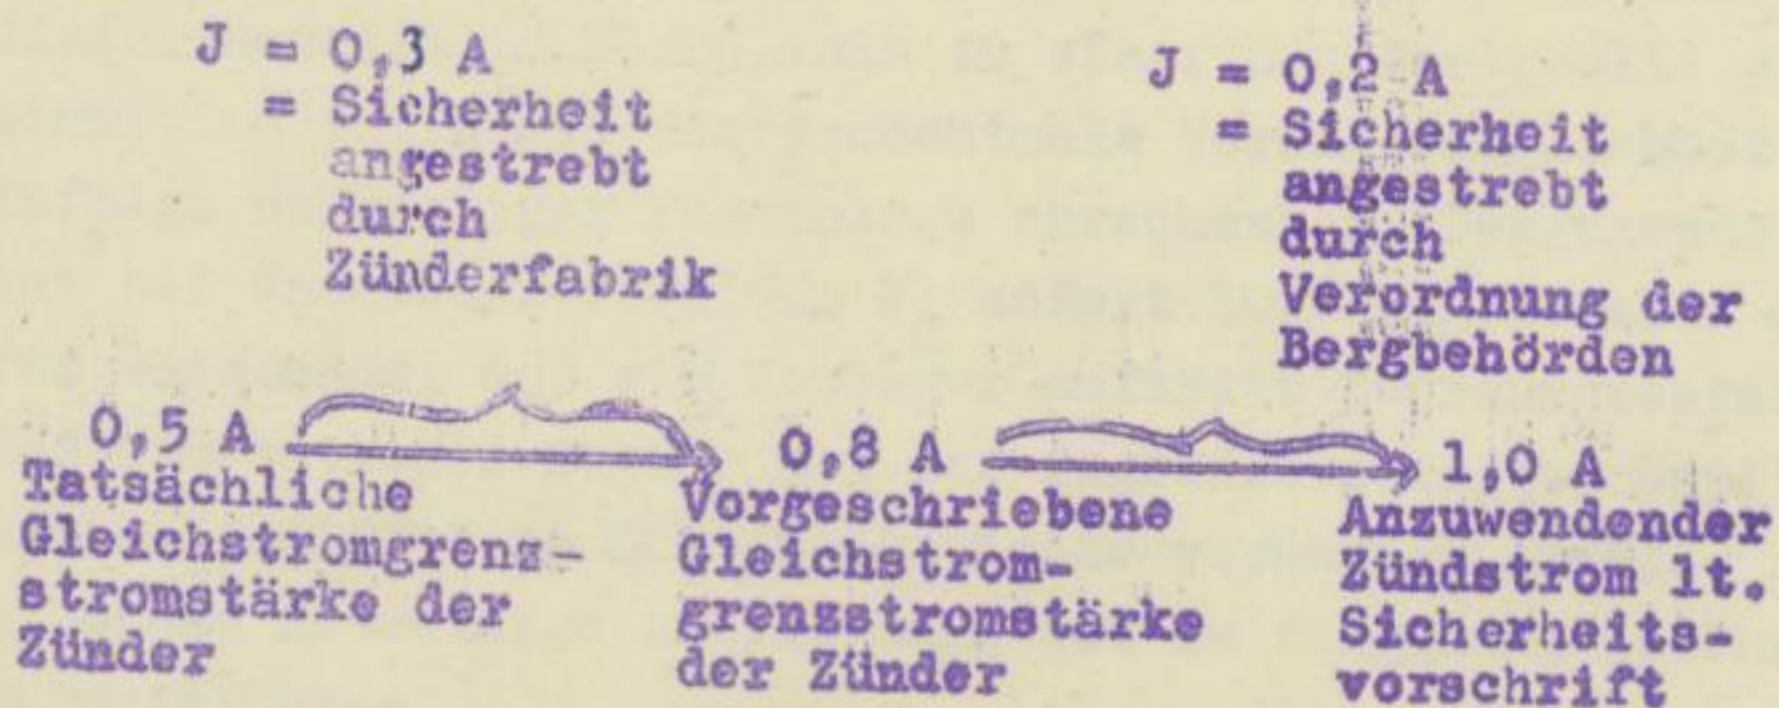 J = 0,3 A
= Sicherheit
angestrebt
durch
Zünderfabrik
J = 0,2 A
= Sicherheit
angestrebt
durch
Verordnung der
Bergbehörden
0,5 A
Tatsächliche
Gleichstromgrenz-
stromstärke der
Zünder
0,8 A
Vorgeschriebene
Gleichstrom-
grenzstromstärke
der Zünder
1,0 A
Anzuwendender
Zündstrom lt.
Sicherheits-
vorschrift